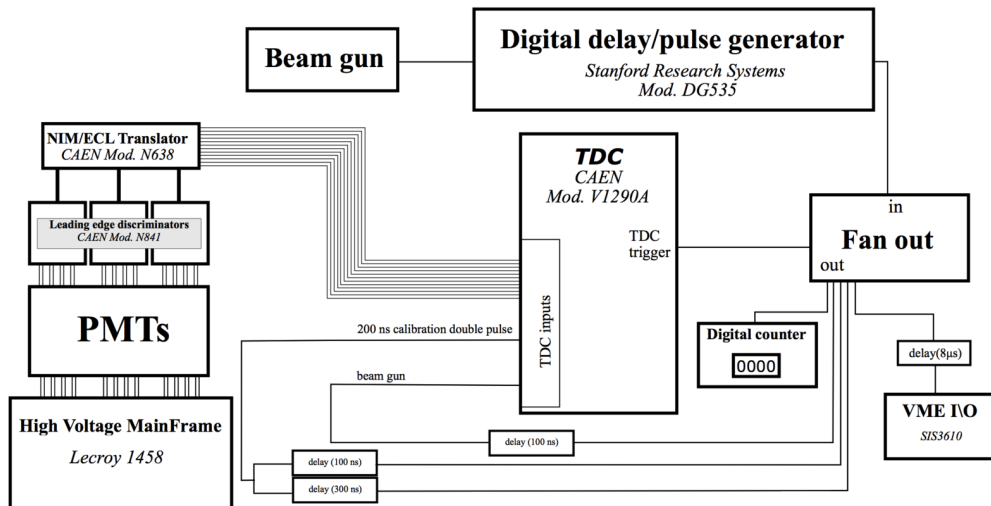 Beam gun
Digital delay/pulse generator
Stanford Research Systems
Mod. DG535
NIM/ECL Translator
CAEN Mod. N638
TDC
CAEN
Mod. V1290A
Leading edge discriminators
CAEN Mod. N841
in
Fan out
out
TDC
trigger
TDC inputs
PMTs
200 ns calibration double pulse
Digital counter
0000
delay(8µs)
beam gun
High Voltage MainFrame
Lecroy 1458
VME I\O
SIS3610
delay (100 ns)
delay (100 ns)
delay (300 ns)